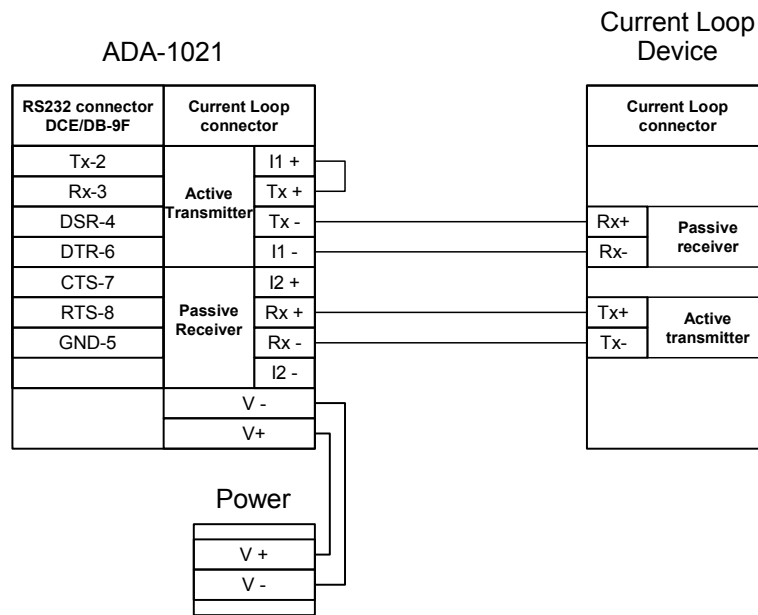 Current Loop
Device
ADA-1021
RS232 connector
DCE/DB-9F
Current Loop
connector
Tx-2
Rx-3
DSR-4
DTR-6
CTS-7
RTS-8
GND-5
Active
Transmitter
Passive
Receiver
I1 +
Tx +
Tx -
I1 -
I2 +
Rx +
Rx -
I2 -
V -
V+
Current Loop
connector
Rx+
Rx-
Passive
receiver
Tx+
Tx-
Active
transmitter
Power
V +
V -